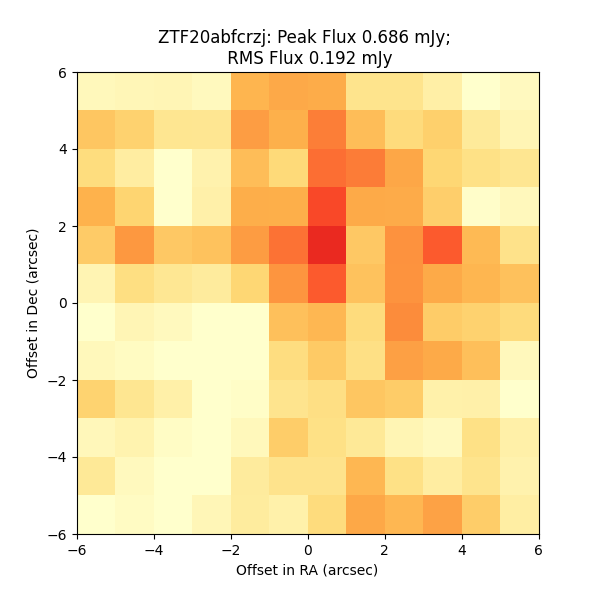 ZTF20abfcrzj: Peak Flux 0.686 mJy;
RMS Flux 0.192 mJy
6
4
2
0
−2
−4
−6
Offset in Dec (arcsec)
−6 −4 −2 0 2 4 6
Offset in RA (arcsec)